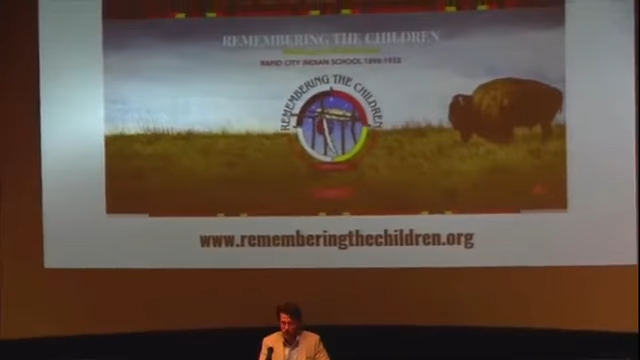 REMEMBERING THE CHILDREN
RAPID CITY INDIAN SCHOOL 1898-1933
REMEMBERING THE CHILDREN
www.rememberingthechildren.org